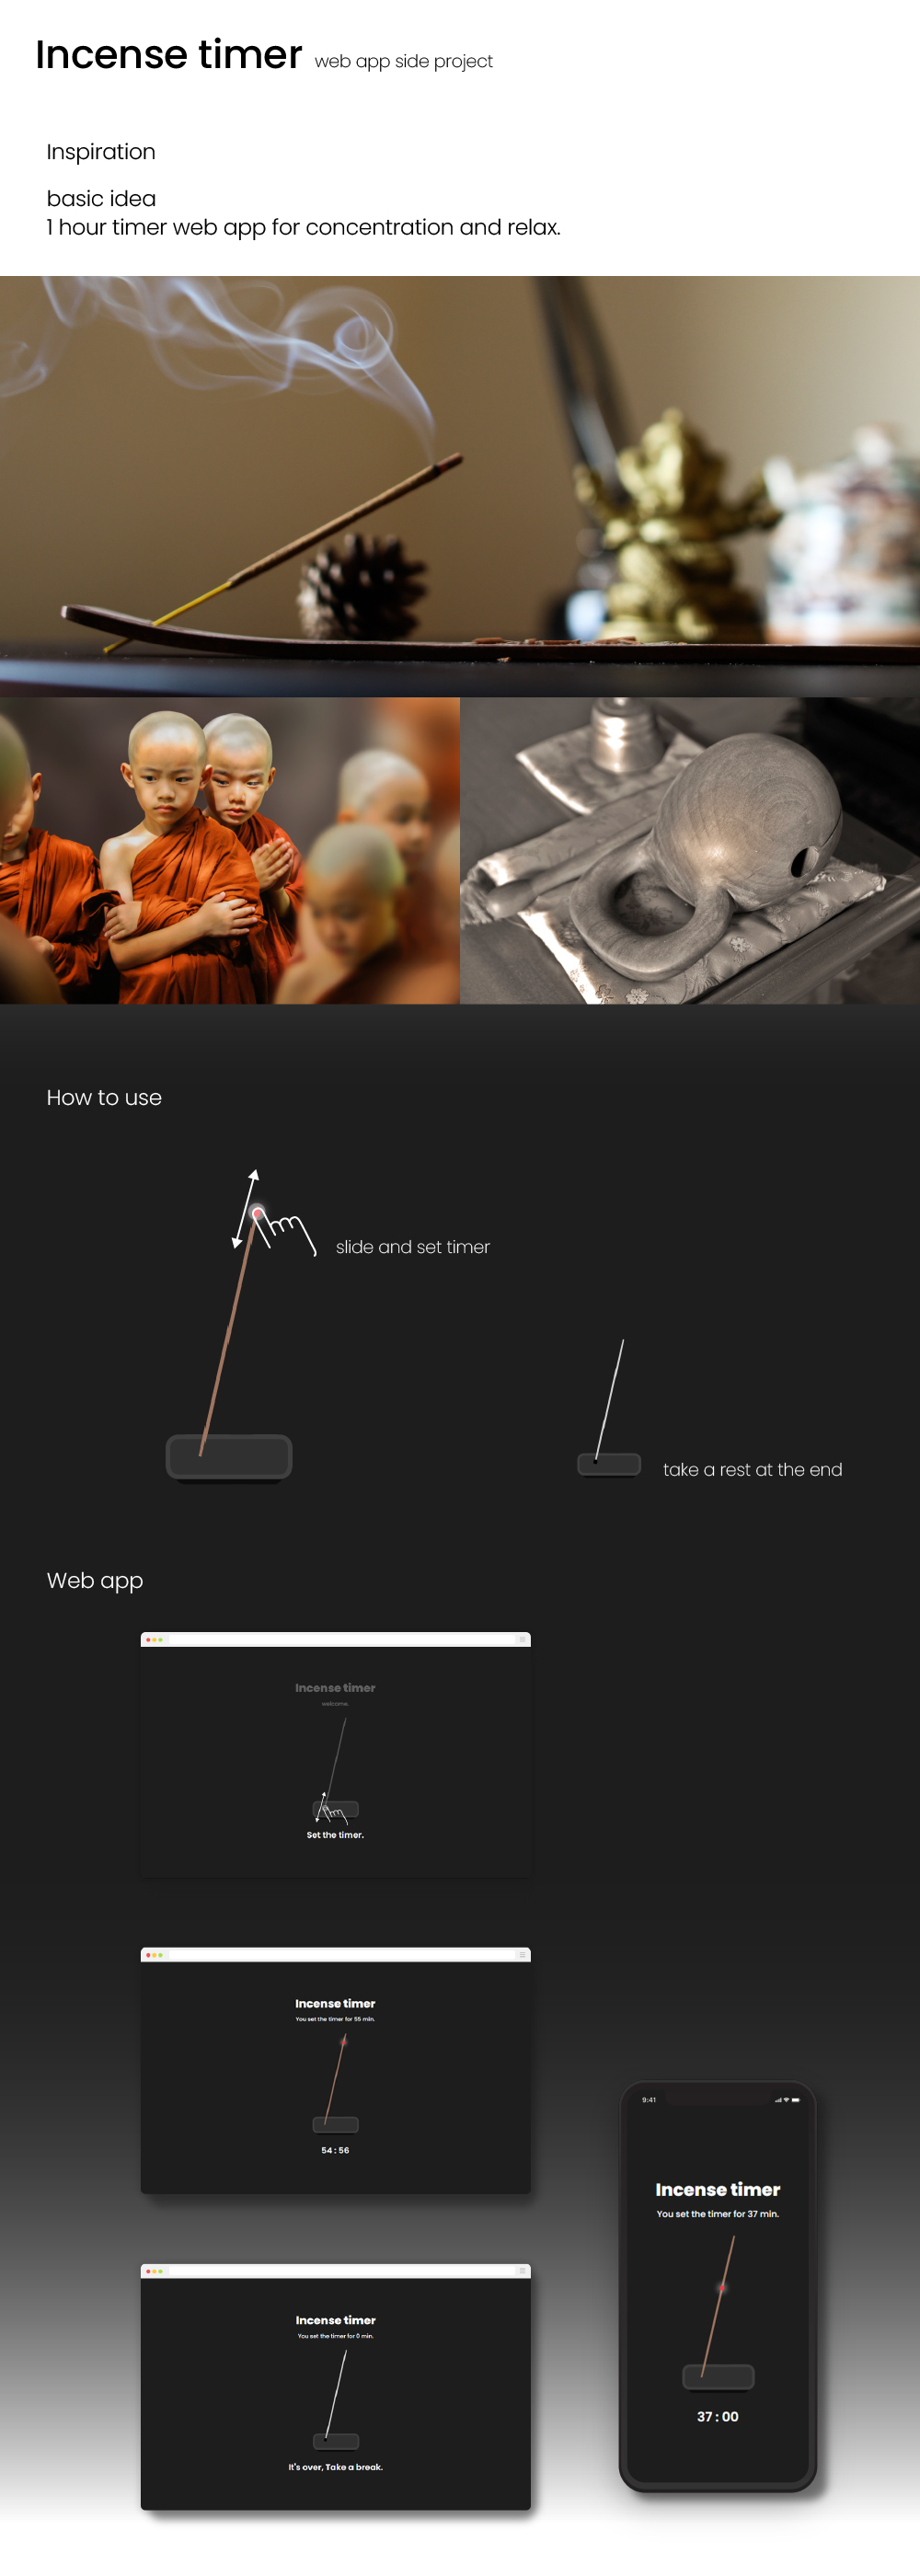 Incense timer web app side project
Inspiration
basic idea
1 hour timer web app for concentration and relax.
How to use
slide and set timer
take a rest at the end
Web app
Incense timer
welcome.
Set the timer.
Incense timer
You set the timer for 55 min.
54 : 56
9:41
Incense timer
You set the timer for 37 min.
37 : 00
Incense timer
You set the timer for 0 min.
It's over, Take a break.